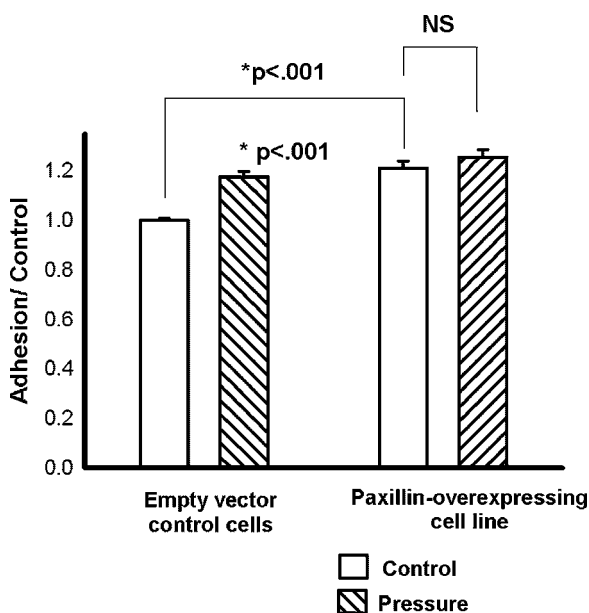 NS
*p<.001
* p<.001
Adhesion/ Control
1.2
1.0
0.8
0.6
0.4
0.2
0.0
Empty vector
control cells
Paxillin-overexpressing
cell line
Control
Pressure